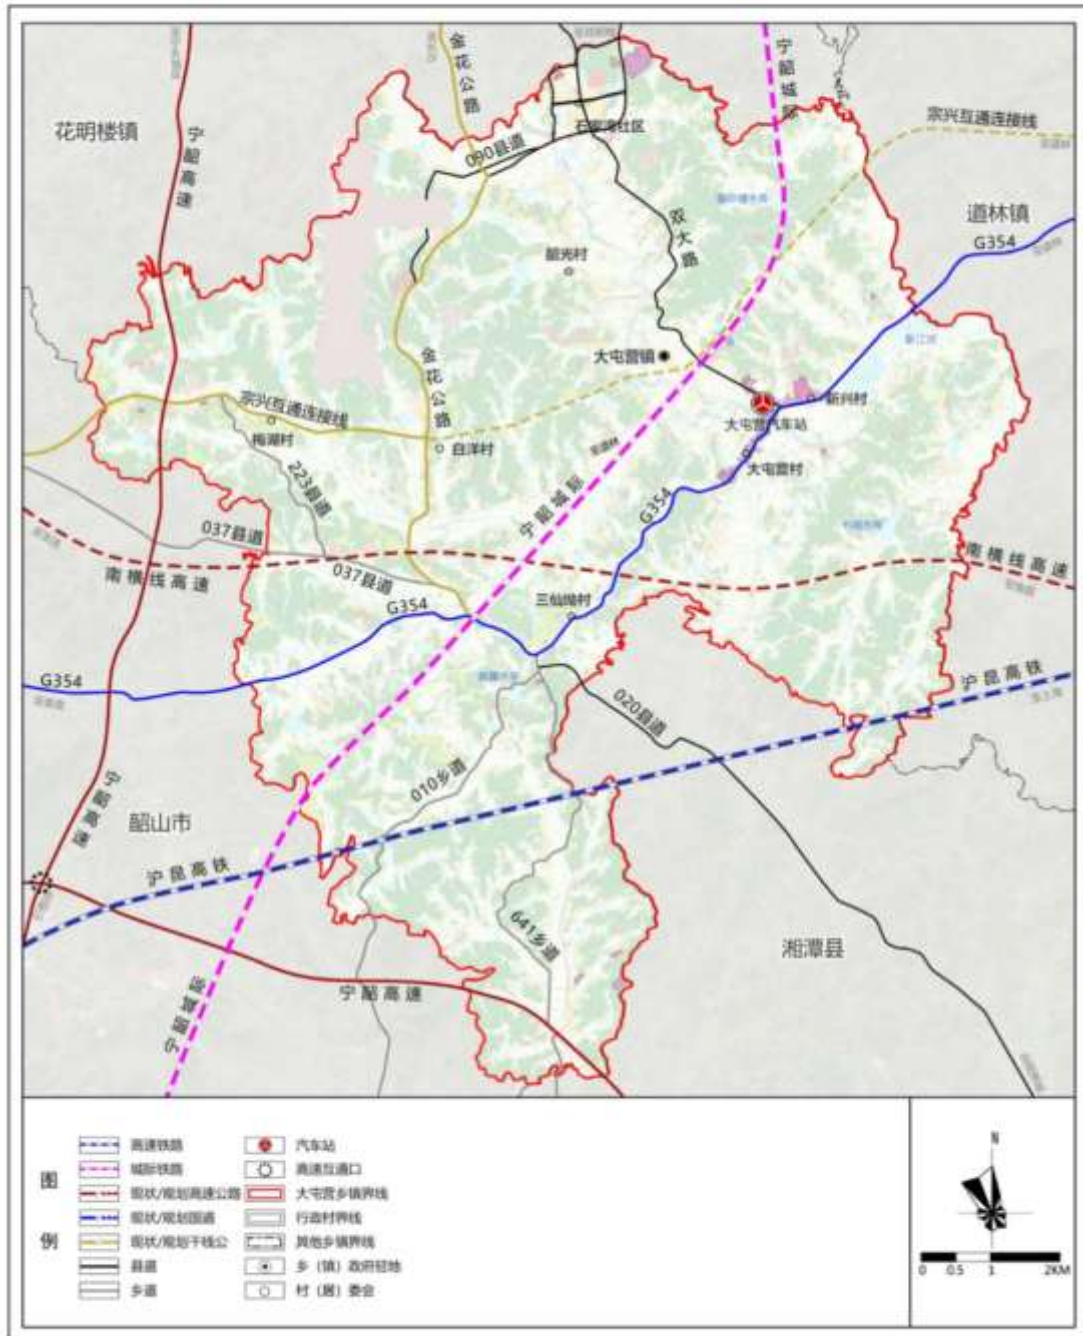 金花公路
宁韶城际
宁韶高速
花明楼镇
石家湾社区
宗兴互通连接线
090县道
道林镇
G354
双大路
韶光村
金花公路
大屯营镇
宗兴互通连接线
新兴村
大屯营汽车站
梅湖村
白洋村
大屯营村
223县道
宁韶城际
G354
037县道
南横线高速
南横线高速
037县道
G354
三仙坳村
G354
沪昆高铁
020县道
010乡道
宁韶高速
韶山市
沪昆高铁
641乡道
湘潭县
宁韶高速
宁韶城际
图例
高速铁路
城际铁路
现状/规划高速公路
现状/规划国道
现状/规划干线公
县道
乡道
汽车站
高速互通口
大屯营乡镇界线
行政村界线
其他乡镇界线
乡（镇）政府驻地
村（居）委会
N
0 0.5 1 2KM